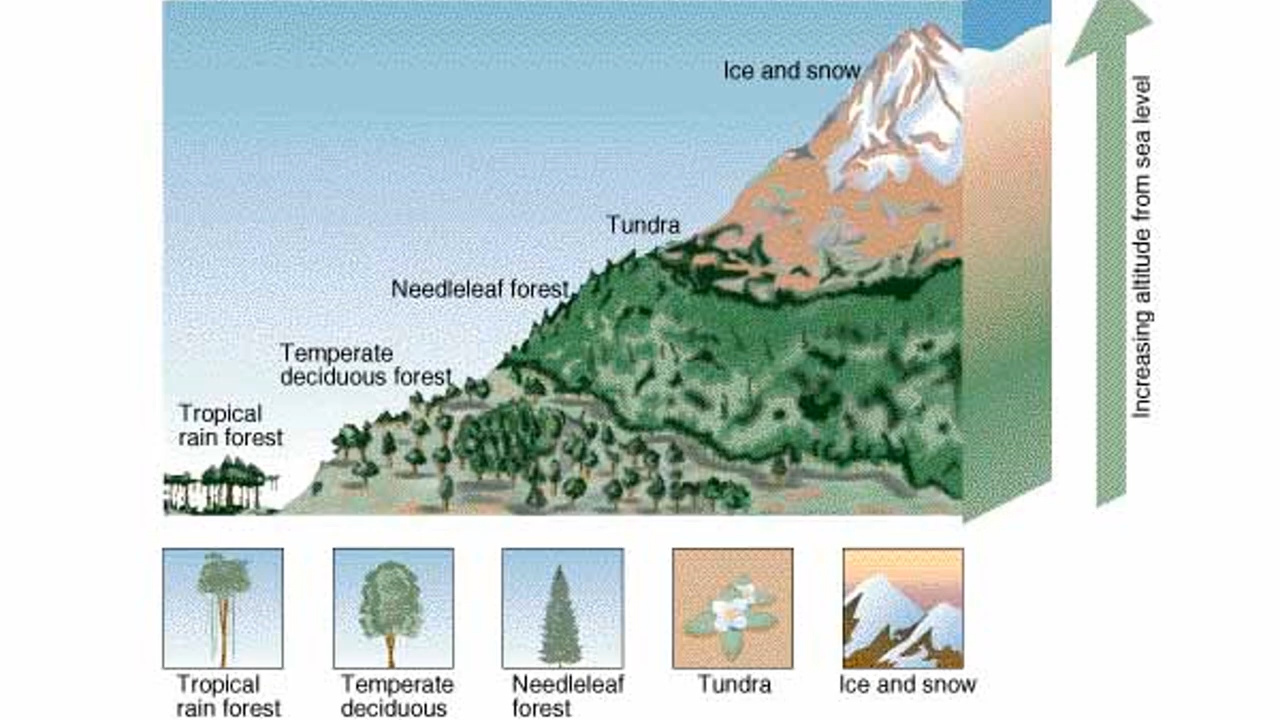 Ice and snow
Tundra
Needleleaf forest
Temperate
deciduous forest
Tropical
rain forest
Increasing altitude from sea level
Tropical
rain forest
Temperate
deciduous
Needleleaf
forest
Tundra
Ice and snow